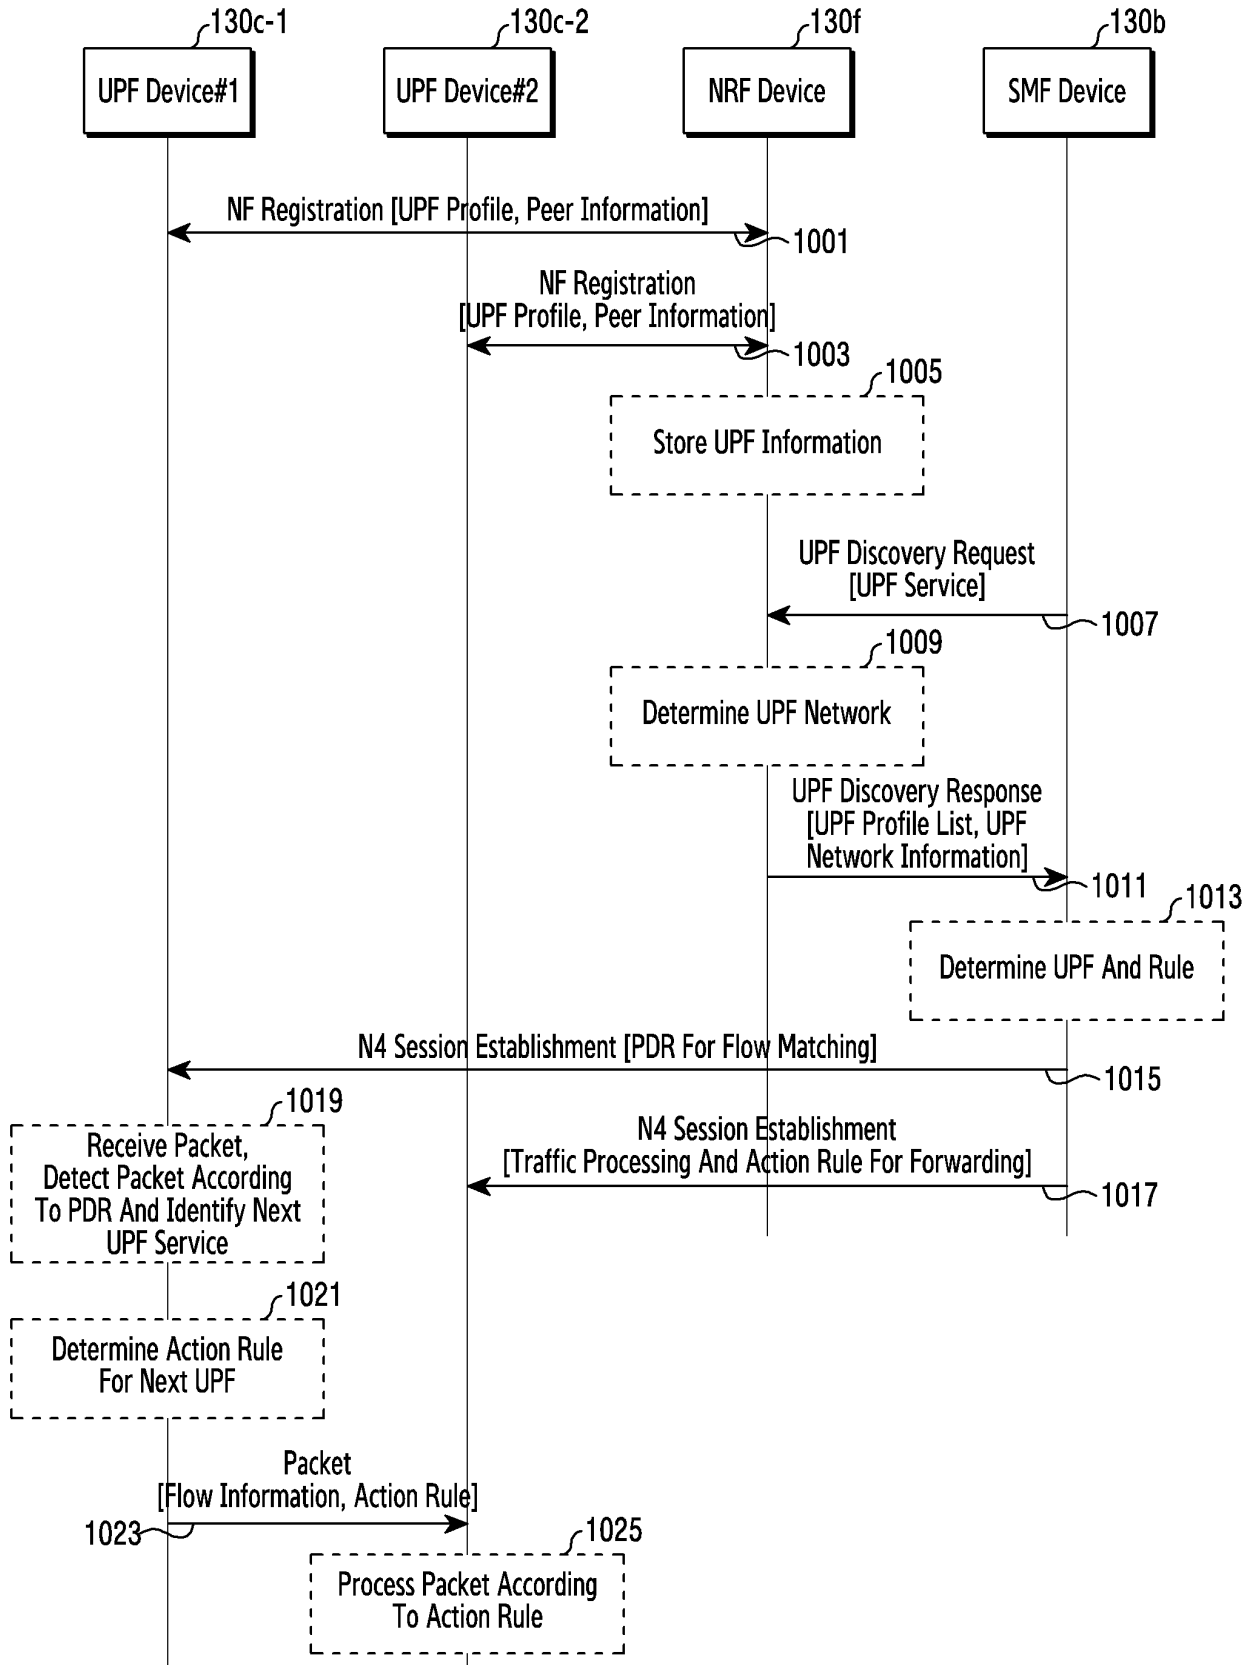 130c-1
130c-2
130f
130b
UPF Device#1
UPF Device#2
NRF Device
SMF Device
NF Registration [UPF Profile, Peer Information]
1001
NF Registration
[UPF Profile, Peer Information]
1003
1005
Store UPF Information
UPF Discovery Request
[UPF Service]
1007
1009
Determine UPF Network
UPF Discovery Response
[UPF Profile List, UPF
Network Information]
1011
1013
Determine UPF And Rule
N4 Session Establishment [PDR For Flow Matching]
1015
1019
Receive Packet,
Detect Packet According
To PDR And Identify Next
UPF Service
N4 Session Establishment
[Traffic Processing And Action Rule For Forwarding]
1017
1021
Determine Action Rule
For Next UPF
Packet
[Flow Information, Action Rule]
1023
1025
Process Packet According
To Action Rule